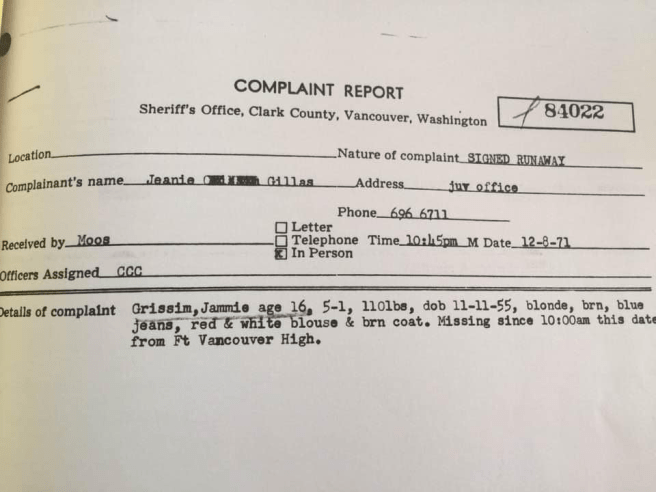 COMPLAINT REPORT
Sheriff's Office, Clark County, Vancouver, Washington
84022
Location Nature of complaint SIGNED RUNAWAY
Complainant's name Jeanie Gillas Address juv office
Phone 696 6711
Letter
Received by Moos Telephone Time 10:45pm M Date 12-8-71
In Person
Officers Assigned CCC
Details of complaint Grissim,Jammie age 16, 5-1, 110lbs, dob 11-11-55, blonde, brn, blue
jeans, red & white blouse & brn coat. Missing since 10:00am this date
from Ft Vancouver High.